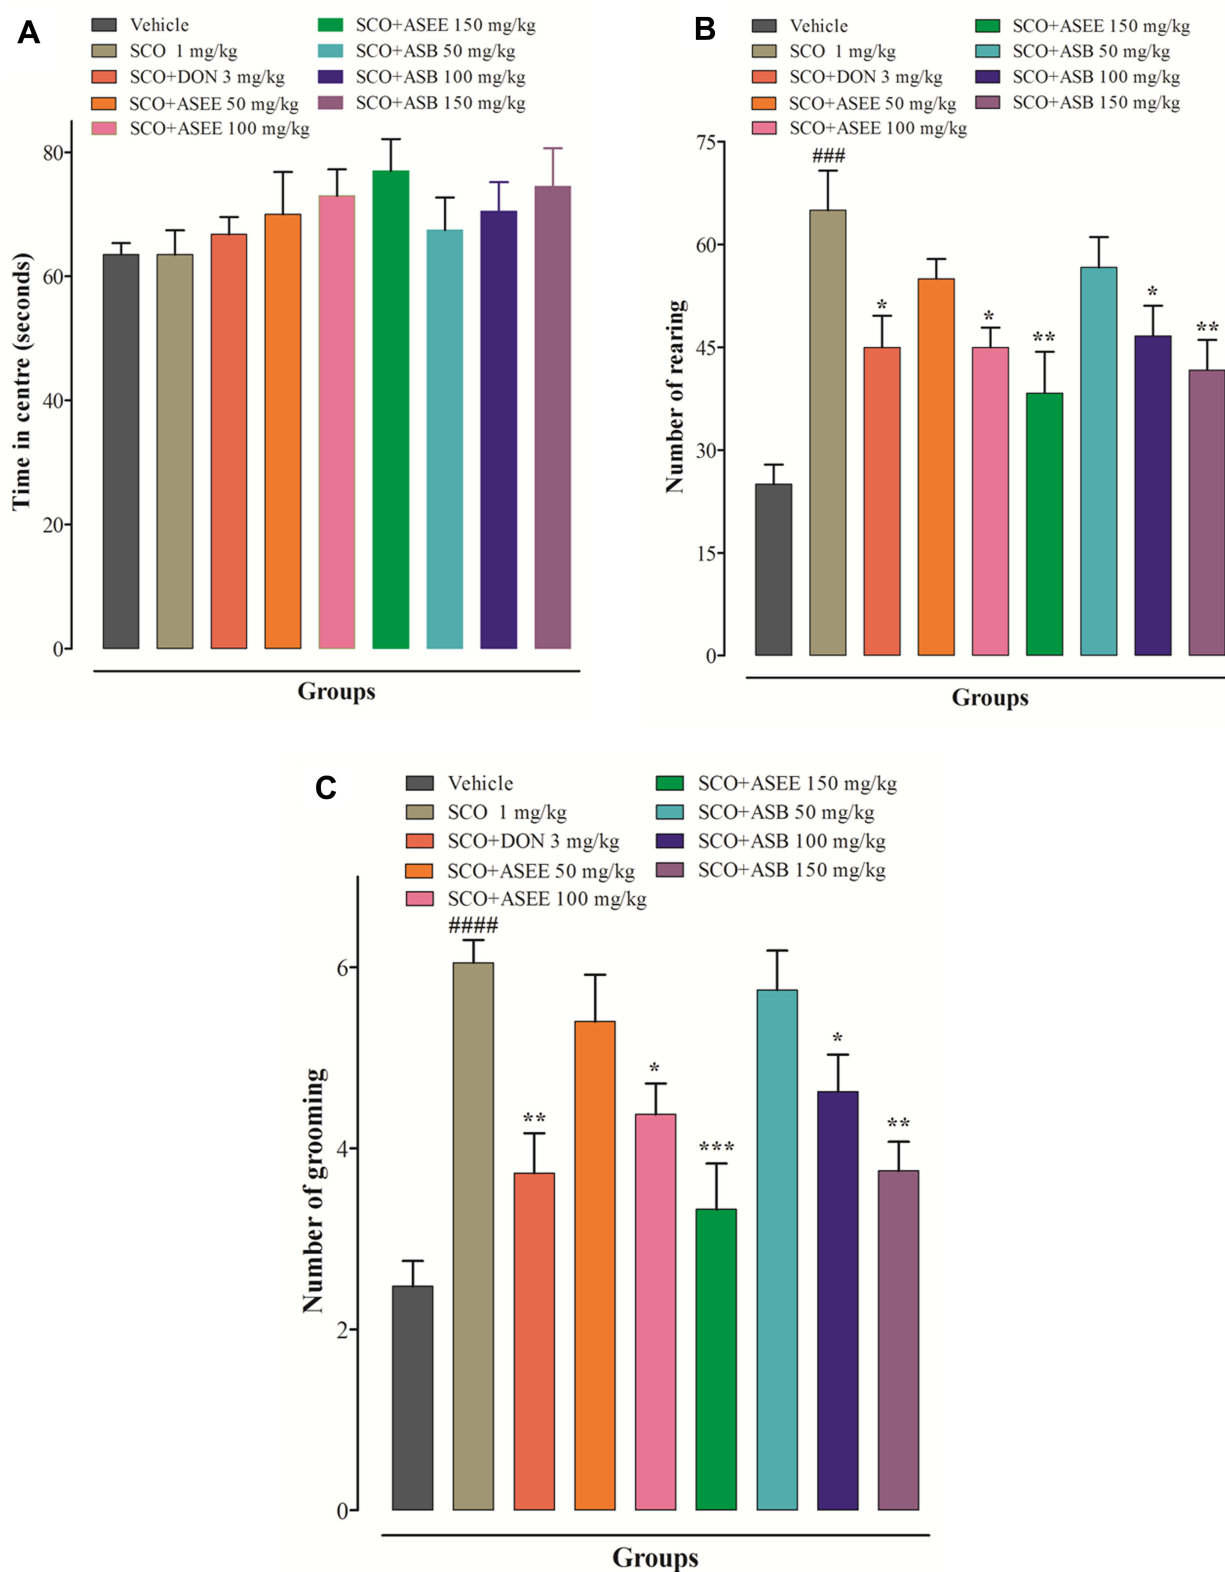 A
Vehicle
SCO 1 mg/kg
SCO+DON 3 mg/kg
SCO+ASEE 50 mg/kg
SCO+ASEE 100 mg/kg
SCO+ASEE 150 mg/kg
SCO+ASB 50 mg/kg
SCO+ASB 100 mg/kg
SCO+ASB 150 mg/kg
Time in centre (seconds)
80
60
40
20
0
Groups
B
Vehicle
SCO 1 mg/kg
SCO+DON 3 mg/kg
SCO+ASEE 50 mg/kg
SCO+ASEE 100 mg/kg
SCO+ASEE 150 mg/kg
SCO+ASB 50 mg/kg
SCO+ASB 100 mg/kg
SCO+ASB 150 mg/kg
Number of rearing
75
60
45
30
15
0
###
*
*
**
*
**
Groups
C
Vehicle
SCO 1 mg/kg
SCO+DON 3 mg/kg
SCO+ASEE 50 mg/kg
SCO+ASEE 100 mg/kg
SCO+ASEE 150 mg/kg
SCO+ASB 50 mg/kg
SCO+ASB 100 mg/kg
SCO+ASB 150 mg/kg
Number of grooming
6
4
2
0
####
**
*
***
*
**
Groups